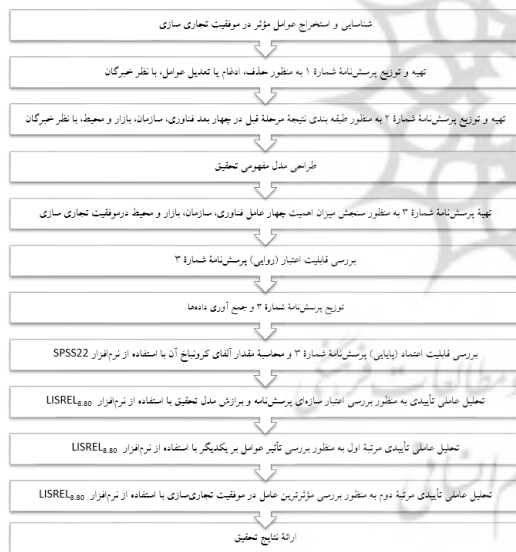 شناسایی و استخراج عوامل مؤثر در موفقیت تجاری سازی
تهیه و توزیع پرسش‌نامهٔ شمارهٔ ۱ به منظور حذف، ادغام یا تعدیل عوامل، با نظر خبرگان
تهیه و توزیع پرسش‌نامهٔ شمارهٔ ۲ به منظور طبقه بندی نتیجهٔ مرحلهٔ قبل در چهار بعد فناوری، سازمان، بازار و محیط، با نظر خبرگان
طراحی مدل مفهومی تحقیق
تهیهٔ پرسش‌نامهٔ شمارهٔ ۳ به منظور سنجش میزان اهمیت چهار عامل فناوری، سازمان، بازار و محیط درموفقیت تجاری سازی
بررسی قابلیت اعتبار (روایی) پرسش‌نامهٔ شمارهٔ ۳
توزیع پرسش‌نامهٔ شمارهٔ ۳ و جمع آوری داده‌ها
بررسی قابلیت اعتماد (پایایی) پرسش‌نامهٔ شمارهٔ ۳ و محاسبهٔ مقدار آلفای کرونباخ آن با استفاده از نرم‌افزار SPSS22
تحلیل عاملی تأییدی به منظور بررسی اعتبار سازه‌ای پرسش‌نامه و برازش مدل تحقیق با استفاده از نرم‌افزار LISREL8.80
تحلیل عاملی تأییدی مرتبهٔ اول به منظور بررسی تأثیر عوامل بر یکدیگر با استفاده از نرم‌افزار LISREL8.80
تحلیل عاملی تأییدی مرتبهٔ دوم به منظور بررسی مؤثرترین عامل در موفقیت تجاری‌سازی با استفاده از نرم‌افزار LISREL8.80
ارائهٔ نتایج تحقیق